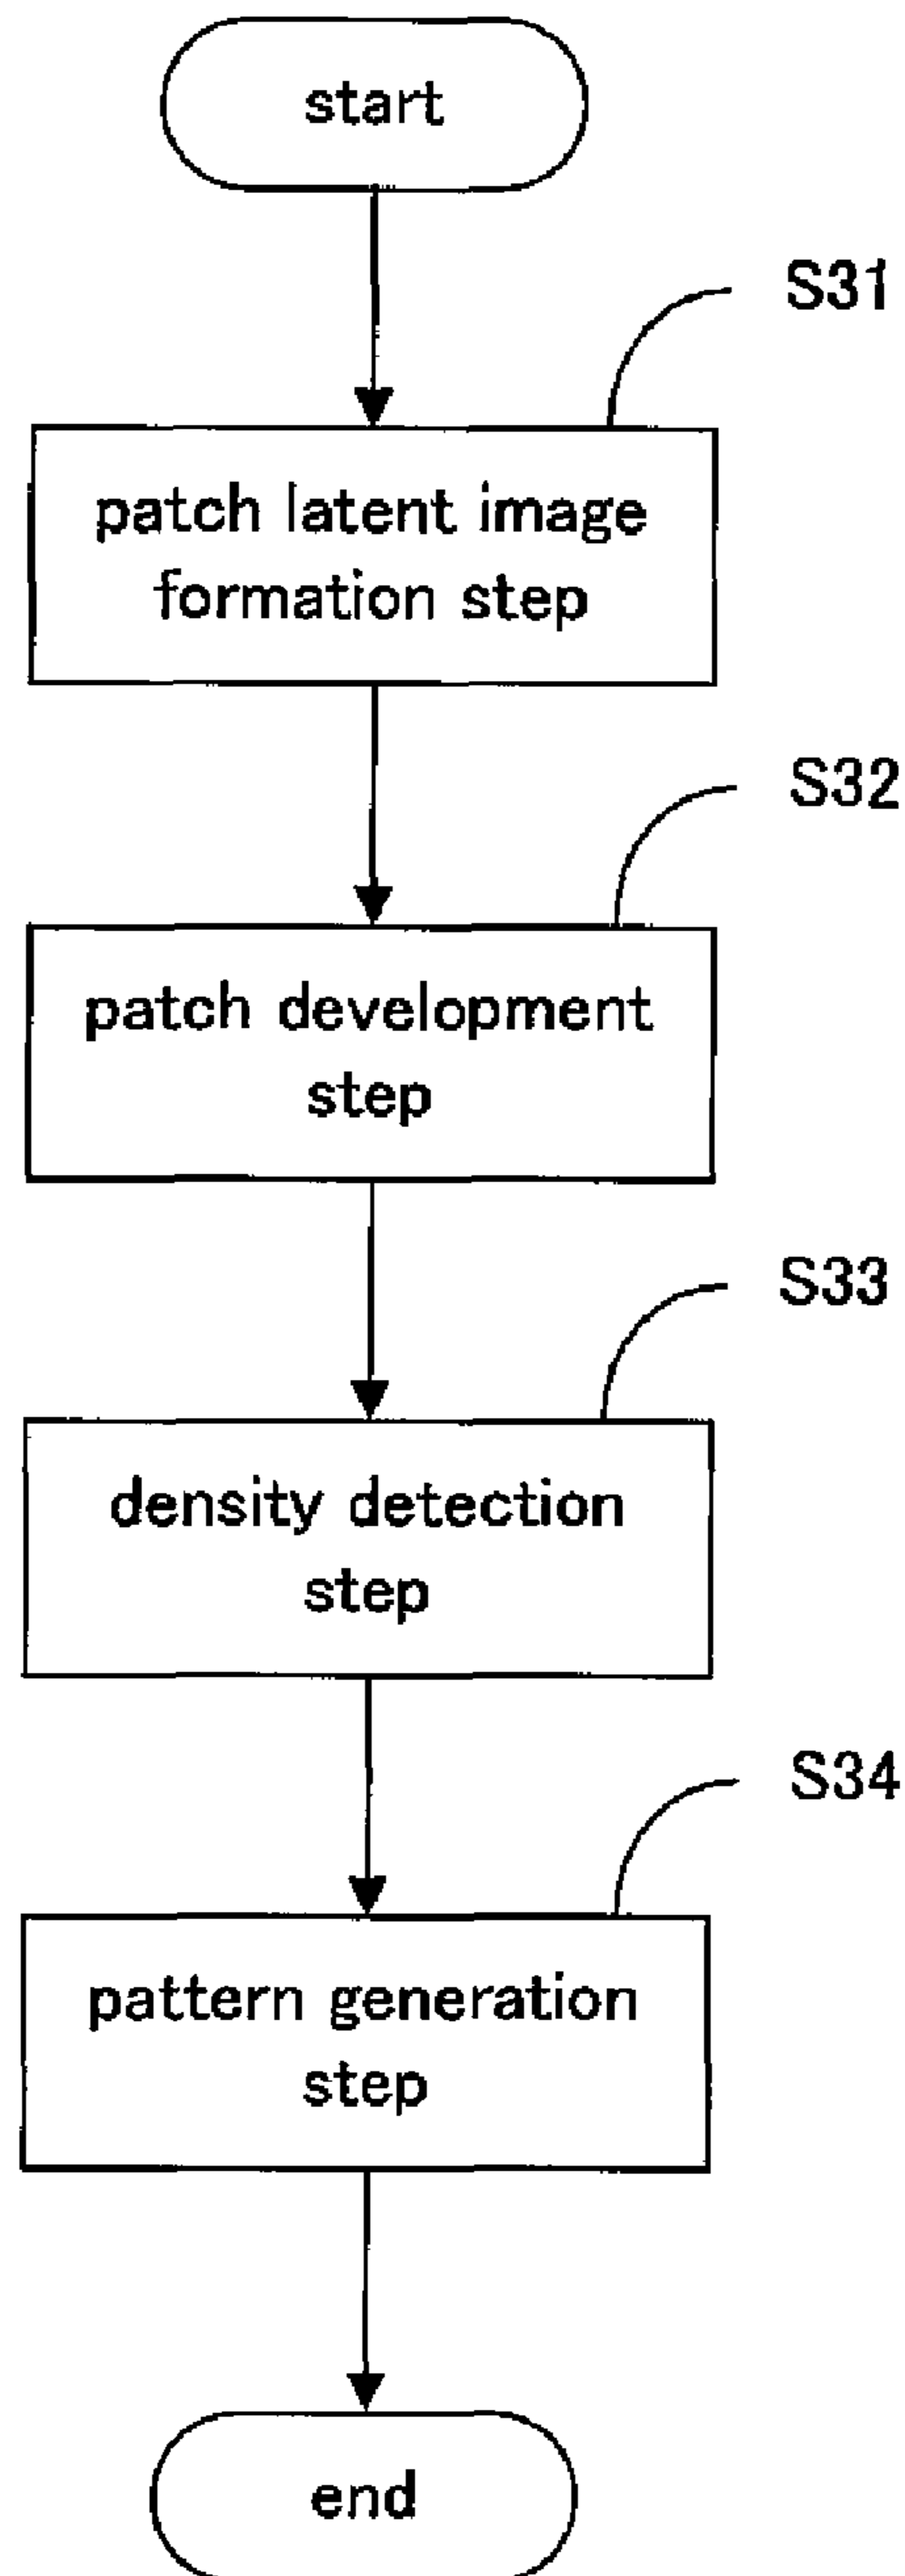 start
S31
patch latent image
formation step
S32
patch development
step
S33
density detection
step
S34
pattern generation
step
end